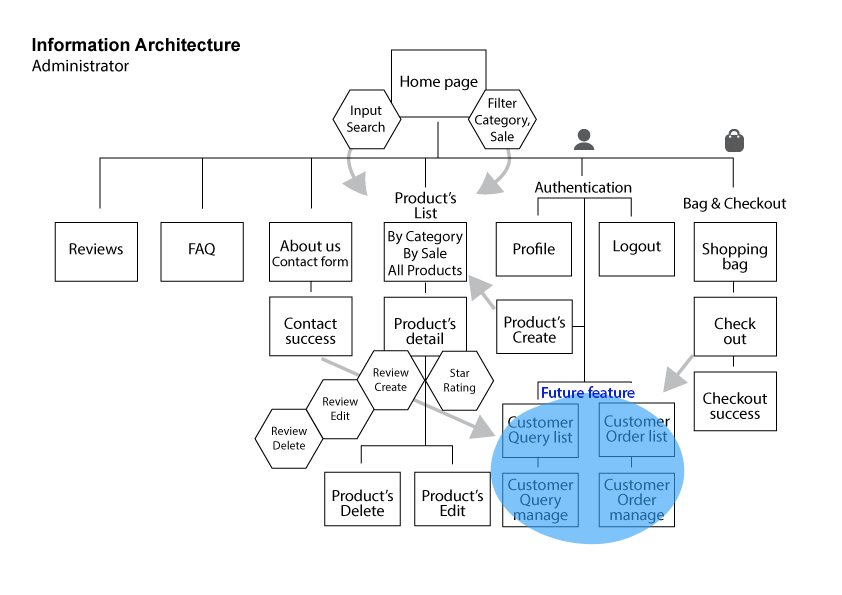 Information Architecture
Administrator
Home page
Input
Search
Filter
Category,
Sale
Authentication
Product's
List
Bag & Checkout
Reviews
FAQ
About us
Contact form
By Category
By Sale
All Products
Profile
Logout
Shopping
bag
Contact
success
Product's
detail
Product's
Create
Check
out
Review
Create
Star
Rating
Review
Edit
Review
Delete
Future feature
Customer
Query list
Customer
Order list
Checkout
success
Product's
Delete
Product's
Edit
Customer
Query
manage
Customer
Order
manage